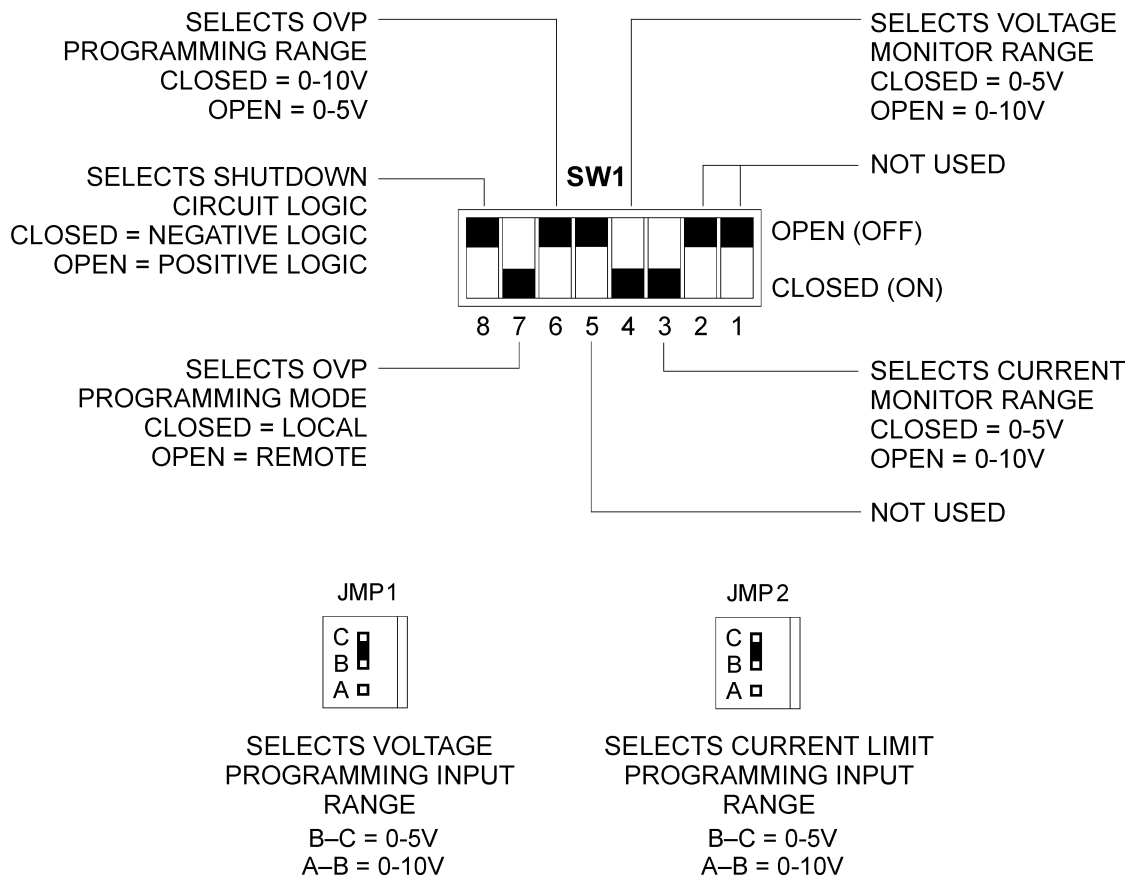 SELECTS OVP
PROGRAMMING RANGE
CLOSED = 0-10V
OPEN = 0-5V
SELECTS VOLTAGE
MONITOR RANGE
CLOSED = 0-5V
OPEN = 0-10V
NOT USED
SELECTS SHUTDOWN
CIRCUIT LOGIC
CLOSED = NEGATIVE LOGIC
OPEN = POSITIVE LOGIC
SW1
OPEN (OFF)
CLOSED (ON)
8 7 6 5 4 3 2 1
SELECTS OVP
PROGRAMMING MODE
CLOSED = LOCAL
OPEN = REMOTE
SELECTS CURRENT
MONITOR RANGE
CLOSED = 0-5V
OPEN = 0-10V
NOT USED
JMP1
C
B
A
SELECTS VOLTAGE
PROGRAMMING INPUT
RANGE
B–C = 0-5V
A–B = 0-10V
JMP2
C
B
A
SELECTS CURRENT LIMIT
PROGRAMMING INPUT
RANGE
B–C = 0-5V
A–B = 0-10V